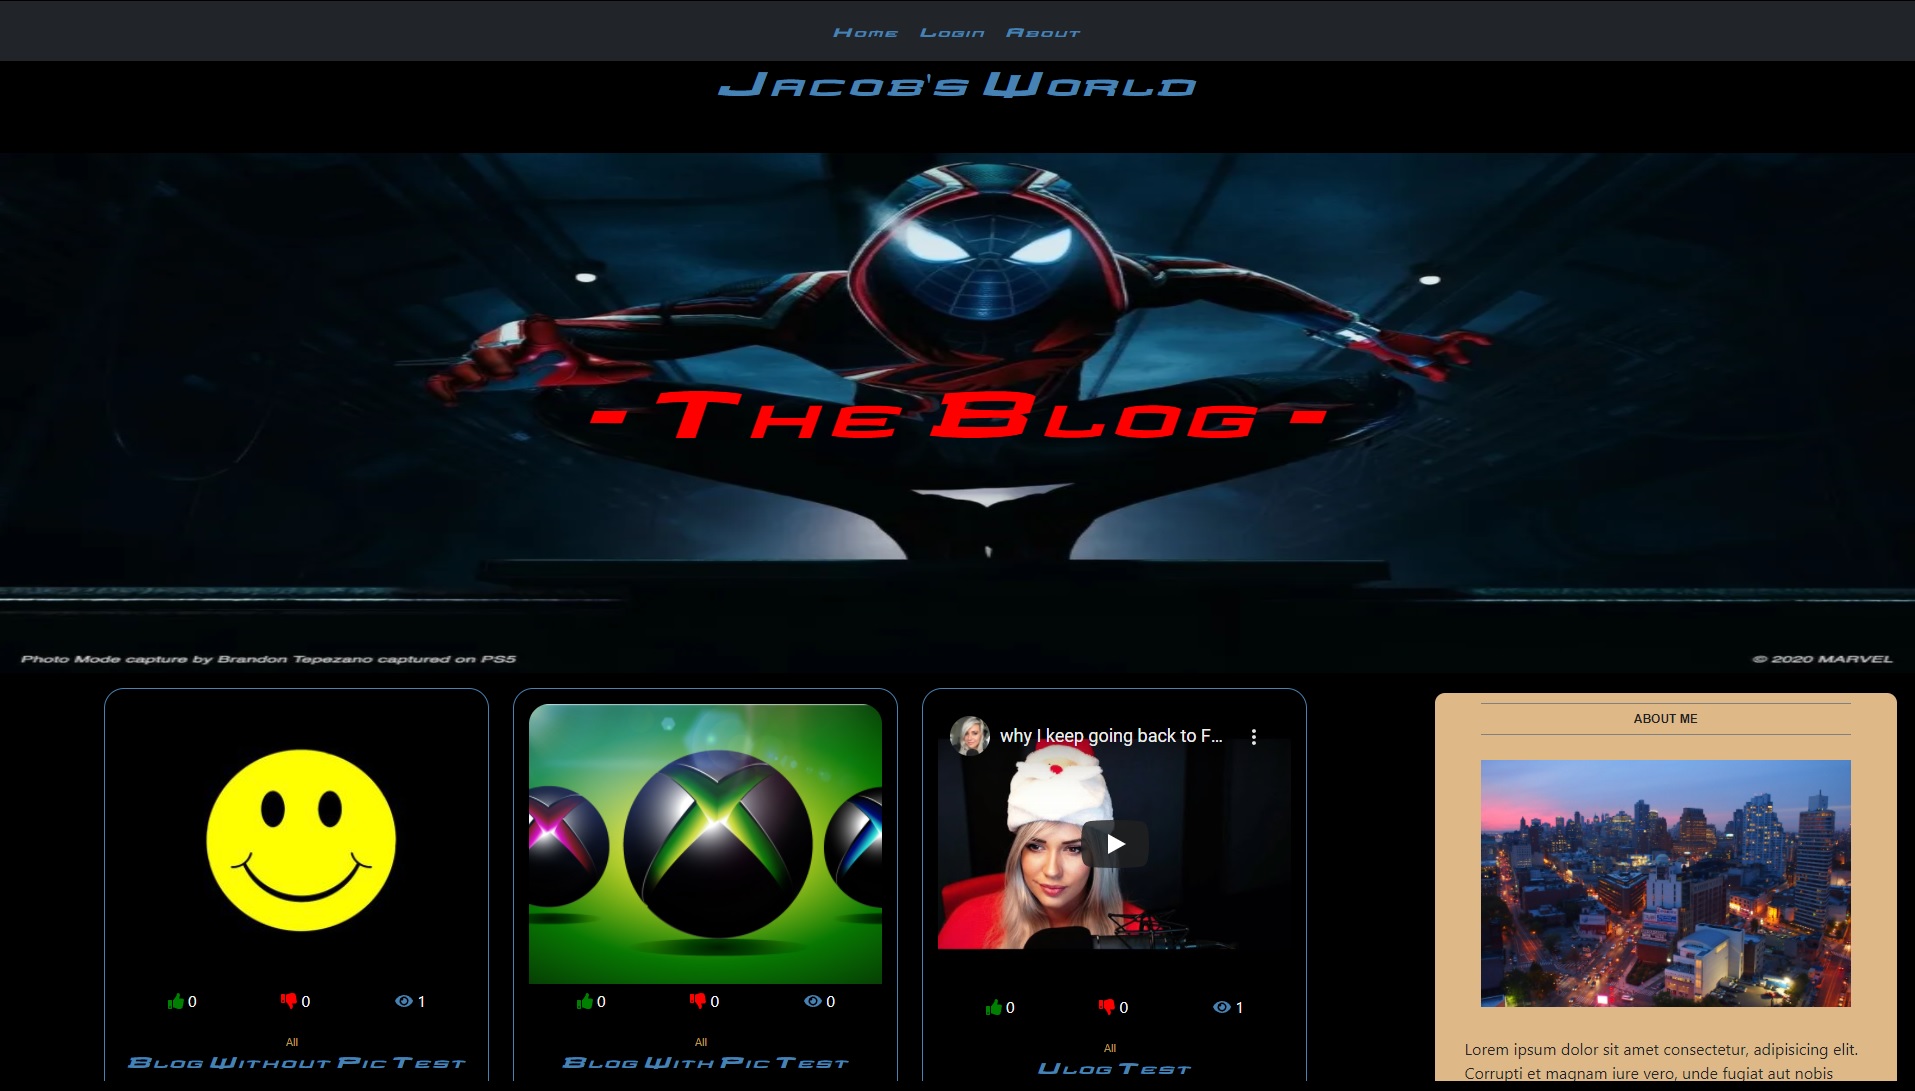 Home Login About
Jacob's World
- The Blog -
Photo Mode capture by Brandon Tepezano captured on PS5
© 2020 MARVEL
why I keep going back to F...
ABOUT ME
0 0 1
0 0 0
0 0 1
All
Blog Without Pic Test
All
Blog With Pic Test
All
Vlog Test
Lorem ipsum dolor sit amet consectetur, adipisicing elit.
Corrupti et magnam iure vero, unde fugiat aut nobis